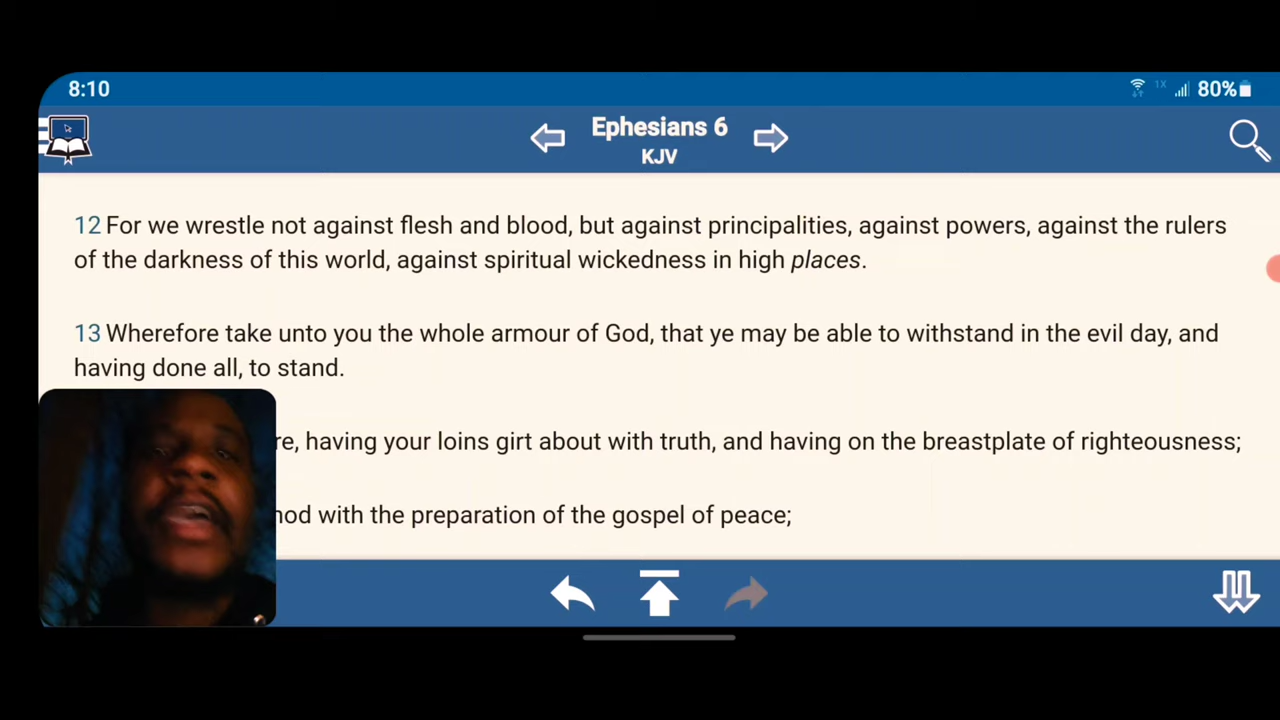 8:10
1X 80%
Ephesians 6
KJV
12 For we wrestle not against flesh and blood, but against principalities, against powers, against the rulers
of the darkness of this world, against spiritual wickedness in high places.
13 Wherefore take unto you the whole armour of God, that ye may be able to withstand in the evil day, and
having done all, to stand.
re, having your loins girt about with truth, and having on the breastplate of righteousness;
hod with the preparation of the gospel of peace;